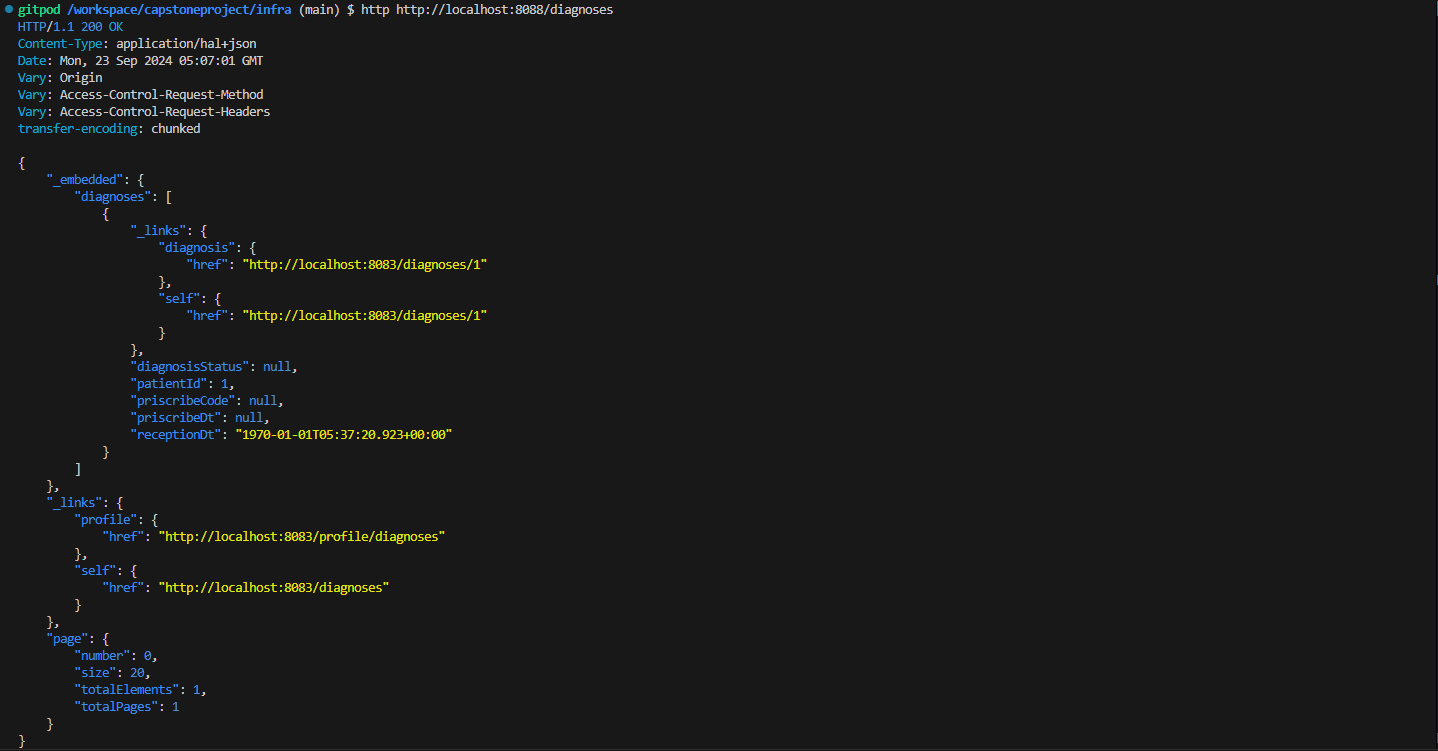 gitpod /workspace/capstoneproject/infra (main) $ http http://localhost:8088/diagnoses
HTTP/1.1 200 OK
Content-Type: application/hal+json
Date: Mon, 23 Sep 2024 05:07:01 GMT
Vary: Origin
Vary: Access-Control-Request-Method
Vary: Access-Control-Request-Headers
transfer-encoding: chunked

{
    "_embedded": {
        "diagnoses": [
            {
                "_links": {
                    "diagnosis": {
                        "href": "http://localhost:8083/diagnoses/1"
                    },
                    "self": {
                        "href": "http://localhost:8083/diagnoses/1"
                    }
                },
                "diagnosisStatus": null,
                "patientId": 1,
                "priscribeCode": null,
                "priscribeDt": null,
                "receptionDt": "1970-01-01T05:37:20.923+00:00"
            }
        ]
    },
    "_links": {
        "profile": {
            "href": "http://localhost:8083/profile/diagnoses"
        },
        "self": {
            "href": "http://localhost:8083/diagnoses"
        }
    },
    "page": {
        "number": 0,
        "size": 20,
        "totalElements": 1,
        "totalPages": 1
    }
}